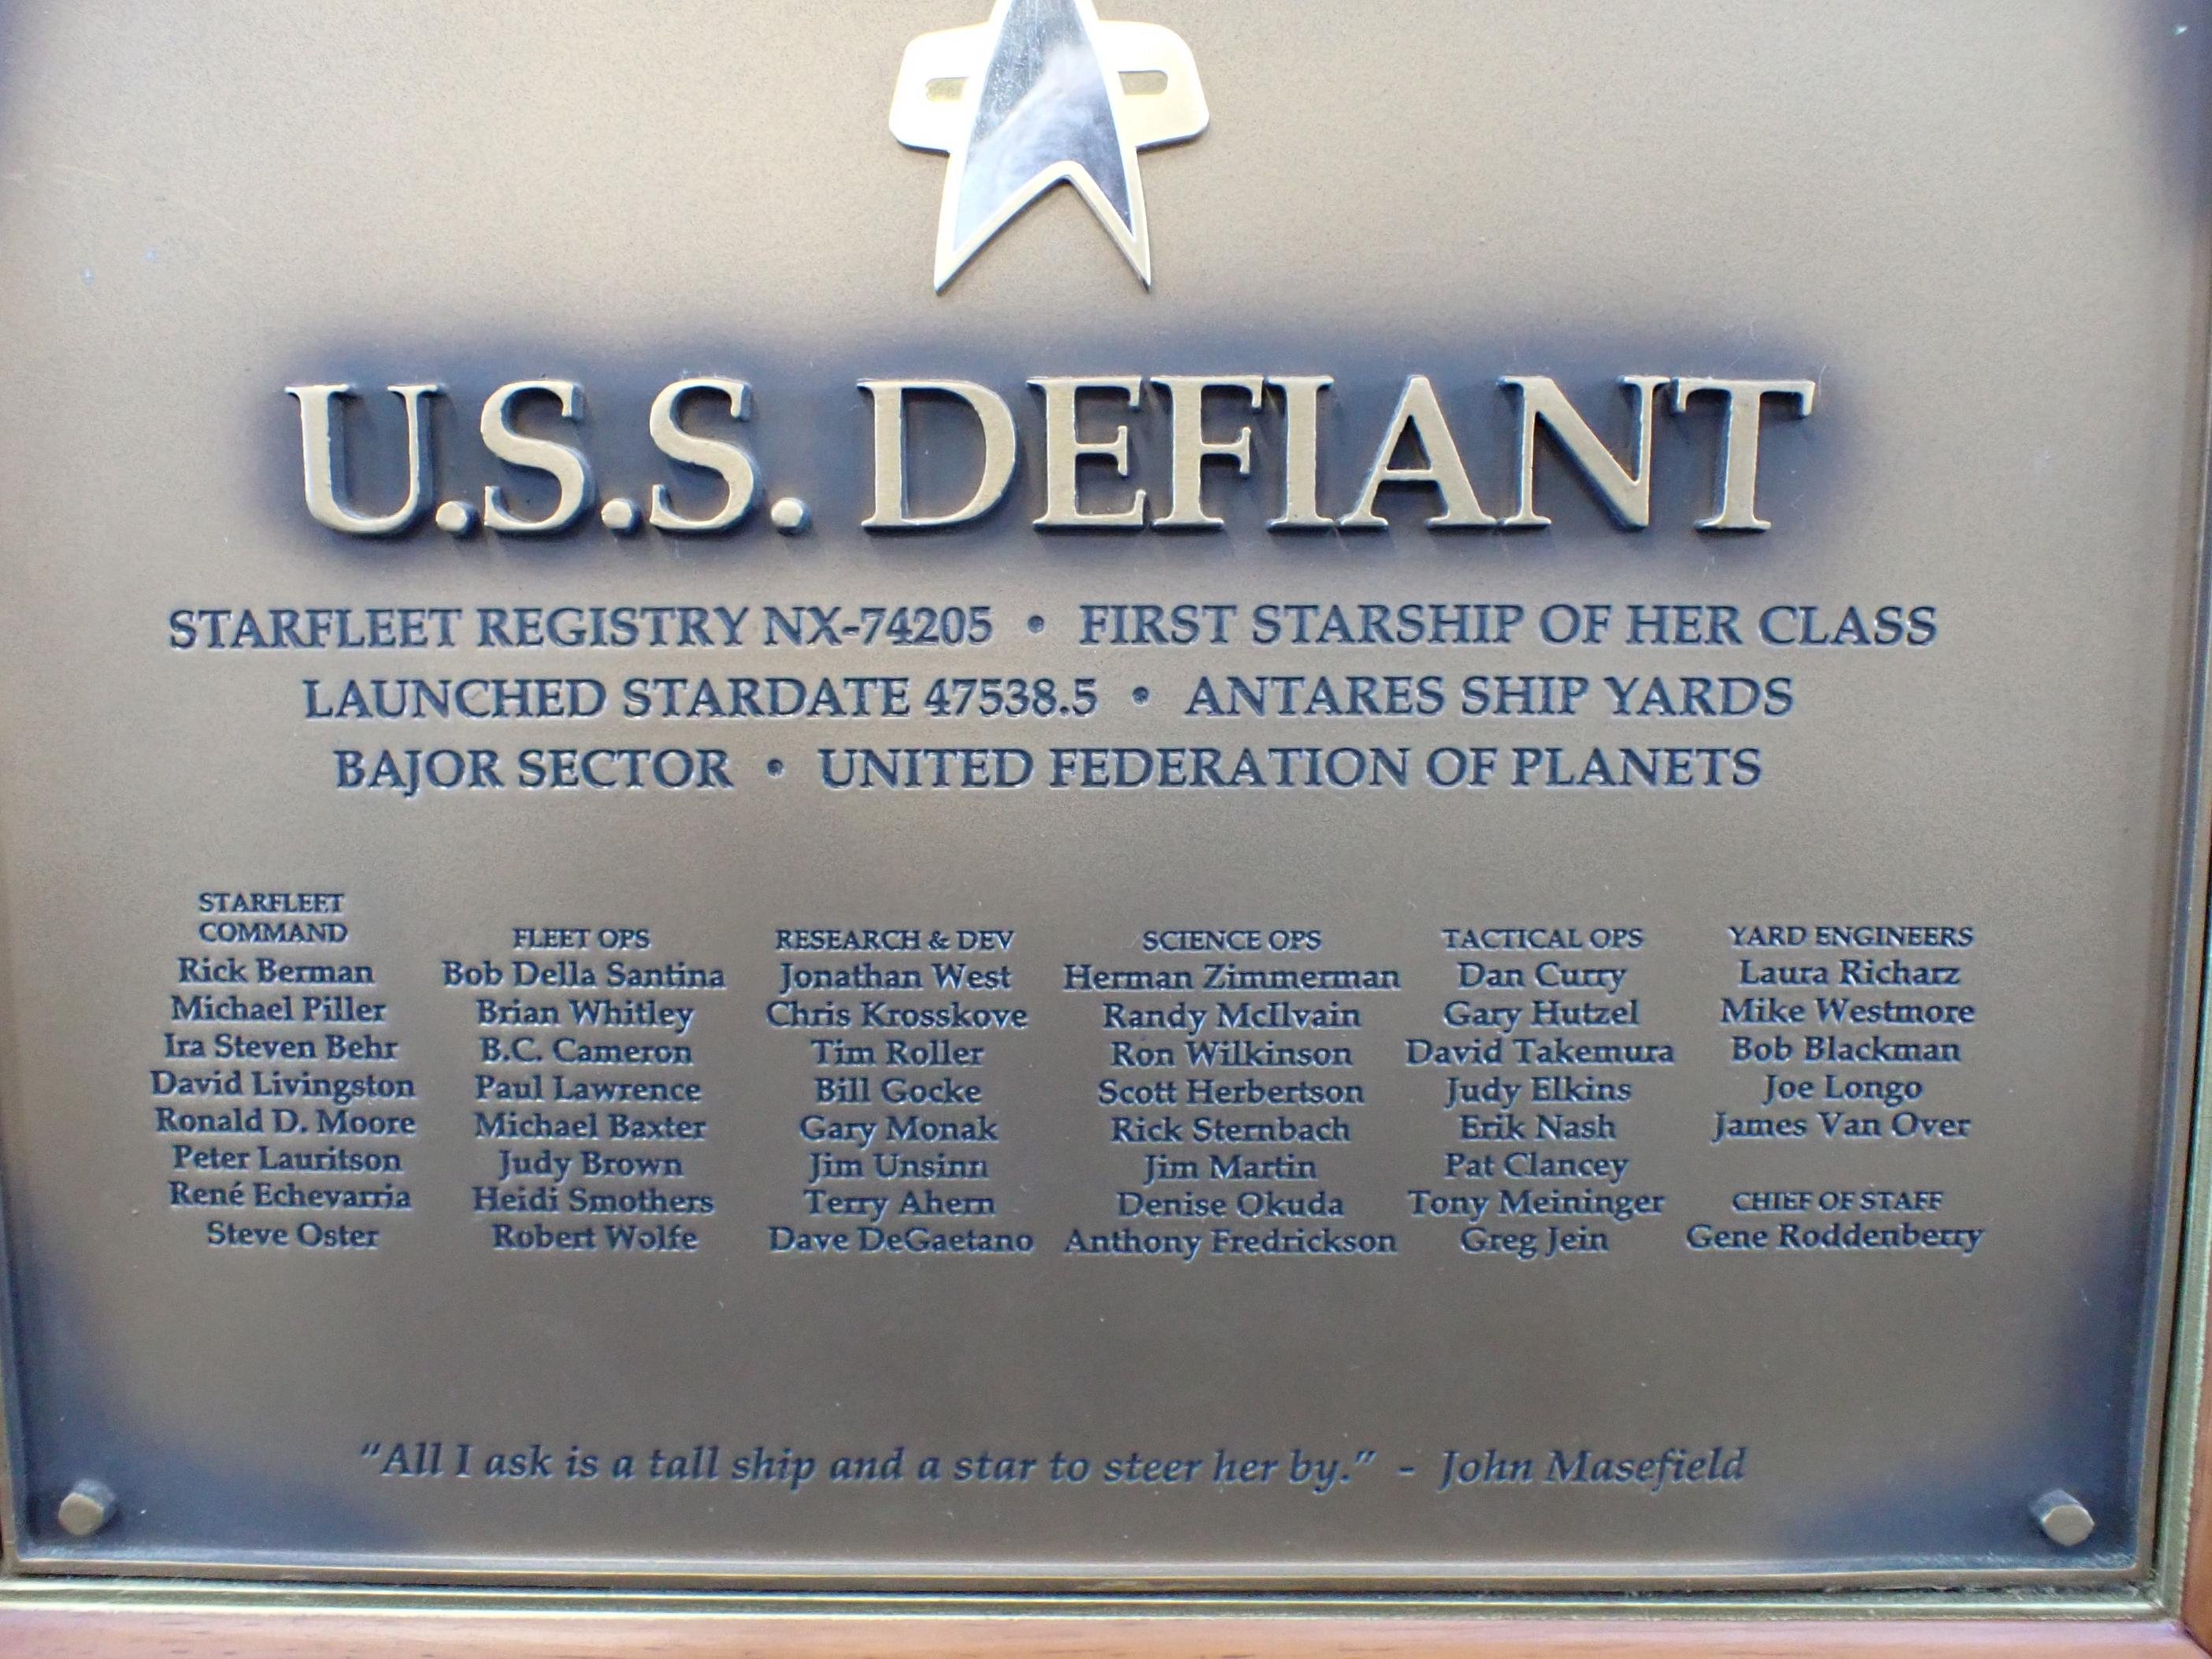 U.S.S. DEFIANT
STARFLEET REGISTRY NX-74205 • FIRST STARSHIP OF HER CLASS
LAUNCHED STARDATE 47538.5 • ANTARES SHIP YARDS
BAJOR SECTOR • UNITED FEDERATION OF PLANETS
STARFLEET
COMMAND
Rick Berman
Michael Piller
Ira Steven Behr
David Livingston
Ronald D. Moore
Peter Lauritson
René Echevarria
Steve Oster
FLEET OPS
Bob Della Santina
Brian Whitley
B.C. Cameron
Paul Lawrence
Michael Baxter
Judy Brown
Heidi Smothers
Robert Wolfe
RESEARCH & DEV
Jonathan West
Chris Krosskove
Tim Roller
Bill Gocke
Gary Monak
Jim Unsinn
Terry Ahern
Dave DeGaetano
SCIENCE OPS
Herman Zimmerman
Randy McIlvain
Ron Wilkinson
Scott Herbertson
Rick Sternbach
Jim Martin
Denise Okuda
Anthony Fredrickson
TACTICAL OPS
Dan Curry
Gary Hutzel
David Takemura
Judy Elkins
Erik Nash
Pat Clancey
Tony Meininger
Greg Jein
YARD ENGINEERS
Laura Richarz
Mike Westmore
Bob Blackman
Joe Longo
James Van Over
CHIEF OF STAFF
Gene Roddenberry
"All I ask is a tall ship and a star to steer her by." - John Masefield